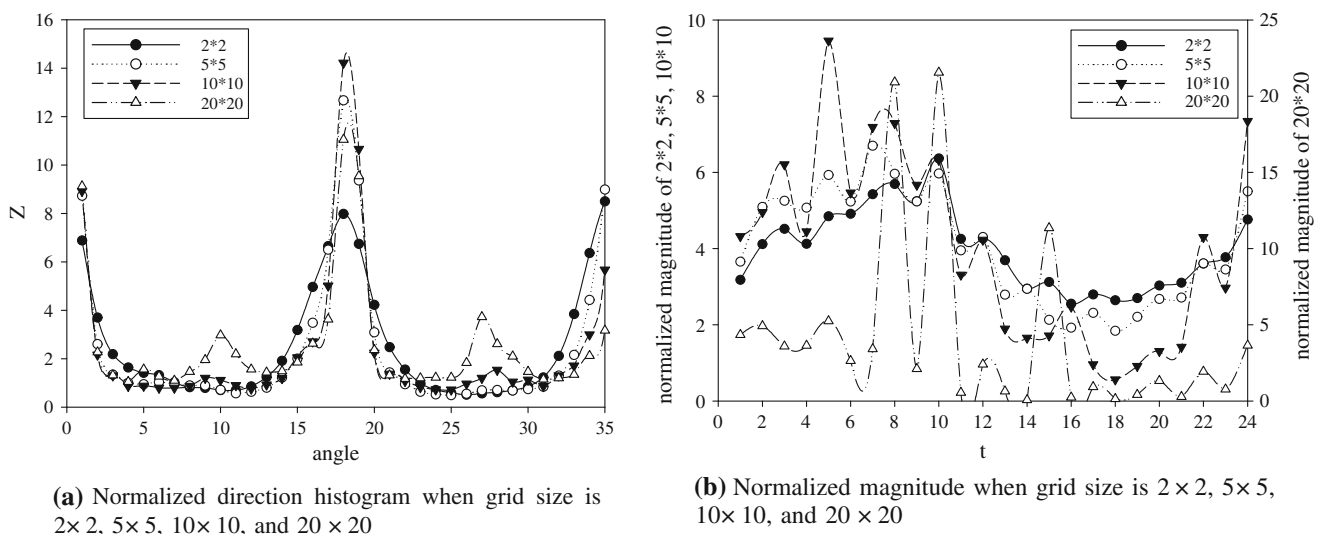 16
14
12
10
8
6
4
2
0
Z
2*2
5*5
10*10
20*20
0 5 10 15 20 25 30 35
angle
(a) Normalized direction histogram when grid size is
2× 2, 5× 5, 10× 10, and 20 × 20
10
8
6
4
2
0
normalized magnitude of 2*2, 5*5, 10*10
2*2
5*5
10*10
20*20
25
20
15
10
5
0
normalized magnitude of 20*20
0 2 4 6 8 10 12 14 16 18 20 22 24
t
(b) Normalized magnitude when grid size is 2 × 2, 5 × 5,
10× 10, and 20 × 20